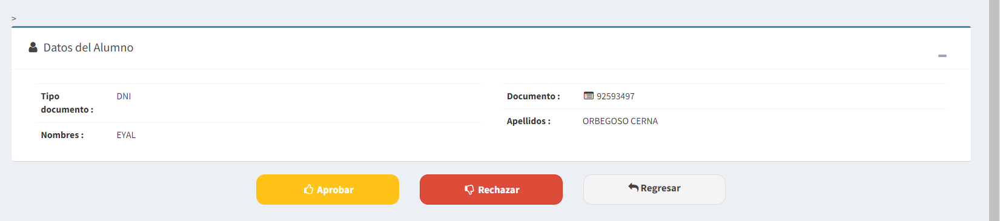 >
Datos del Alumno
Tipo documento :
DNI
Nombres :
EYAL
Documento :
92593497
Apellidos :
ORBEGOSO CERNA
Aprobar
Rechazar
Regresar